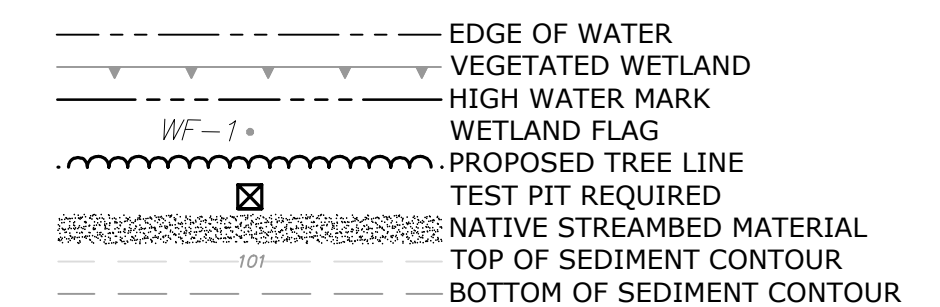 EDGE OF WATER
VEGETATED WETLAND
HIGH WATER MARK
WF-1 WETLAND FLAG
PROPOSED TREE LINE
TEST PIT REQUIRED
NATIVE STREAMBED MATERIAL
101 TOP OF SEDIMENT CONTOUR
BOTTOM OF SEDIMENT CONTOUR